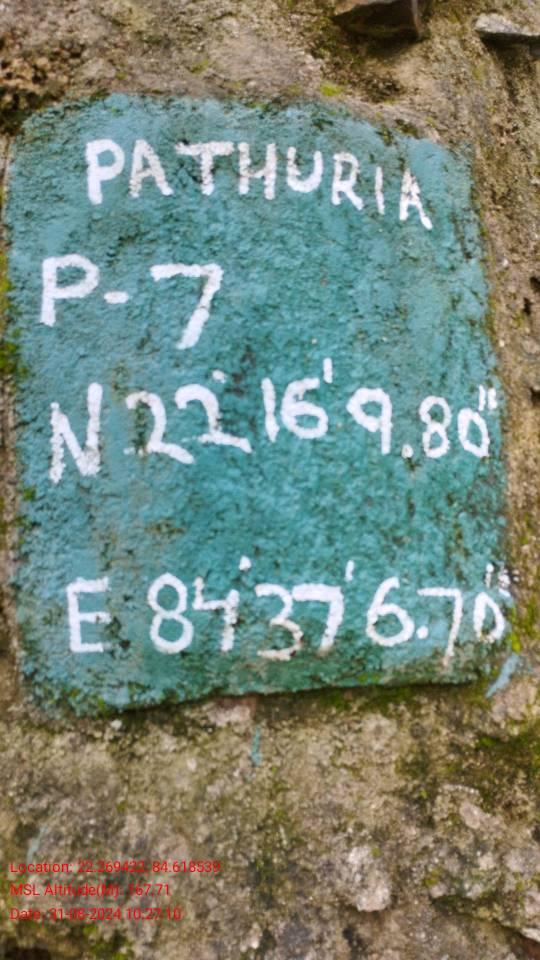 PATHURIA
P-7
N 22° 16' 9.80"
E 84° 37' 6.70"
Location: 22.269422, 84.618539
MSL Altitude(M): 167.71
Date: 31-08-2024 10:27:10